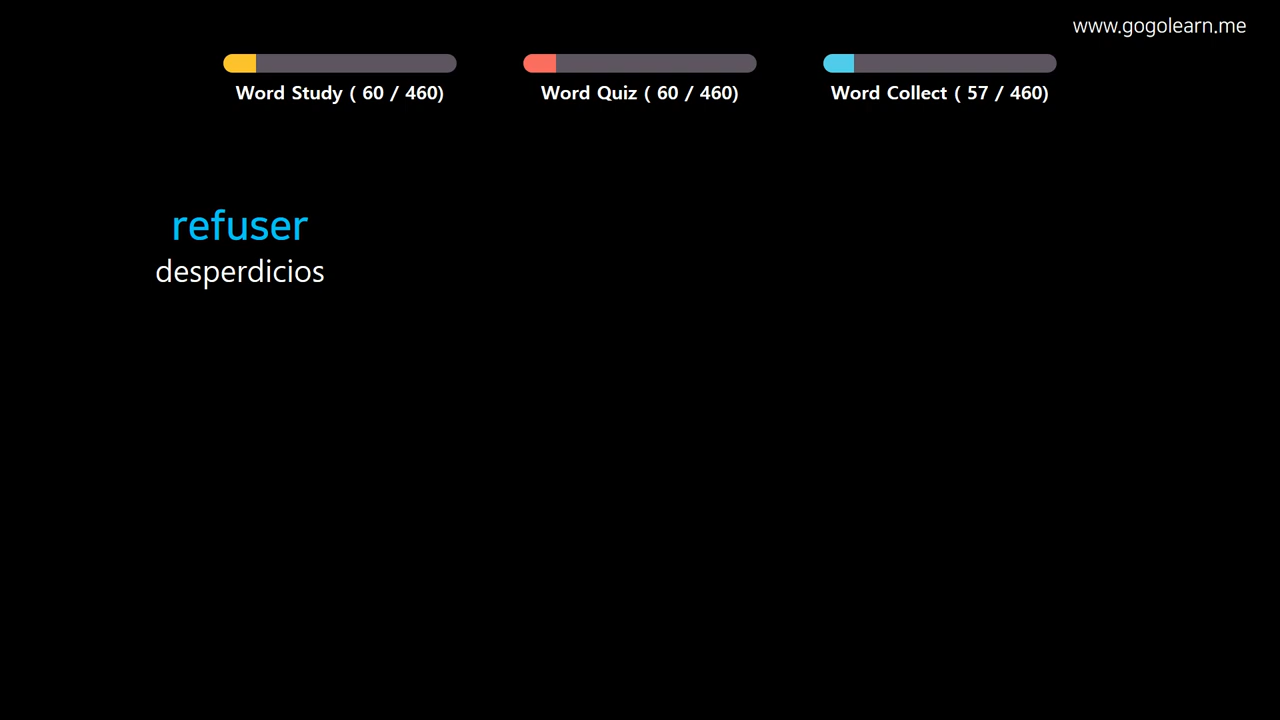 www.gogolearn.me
Word Study ( 60 / 460)
Word Quiz ( 60 / 460)
Word Collect ( 57 / 460)
refuser
desperdicios